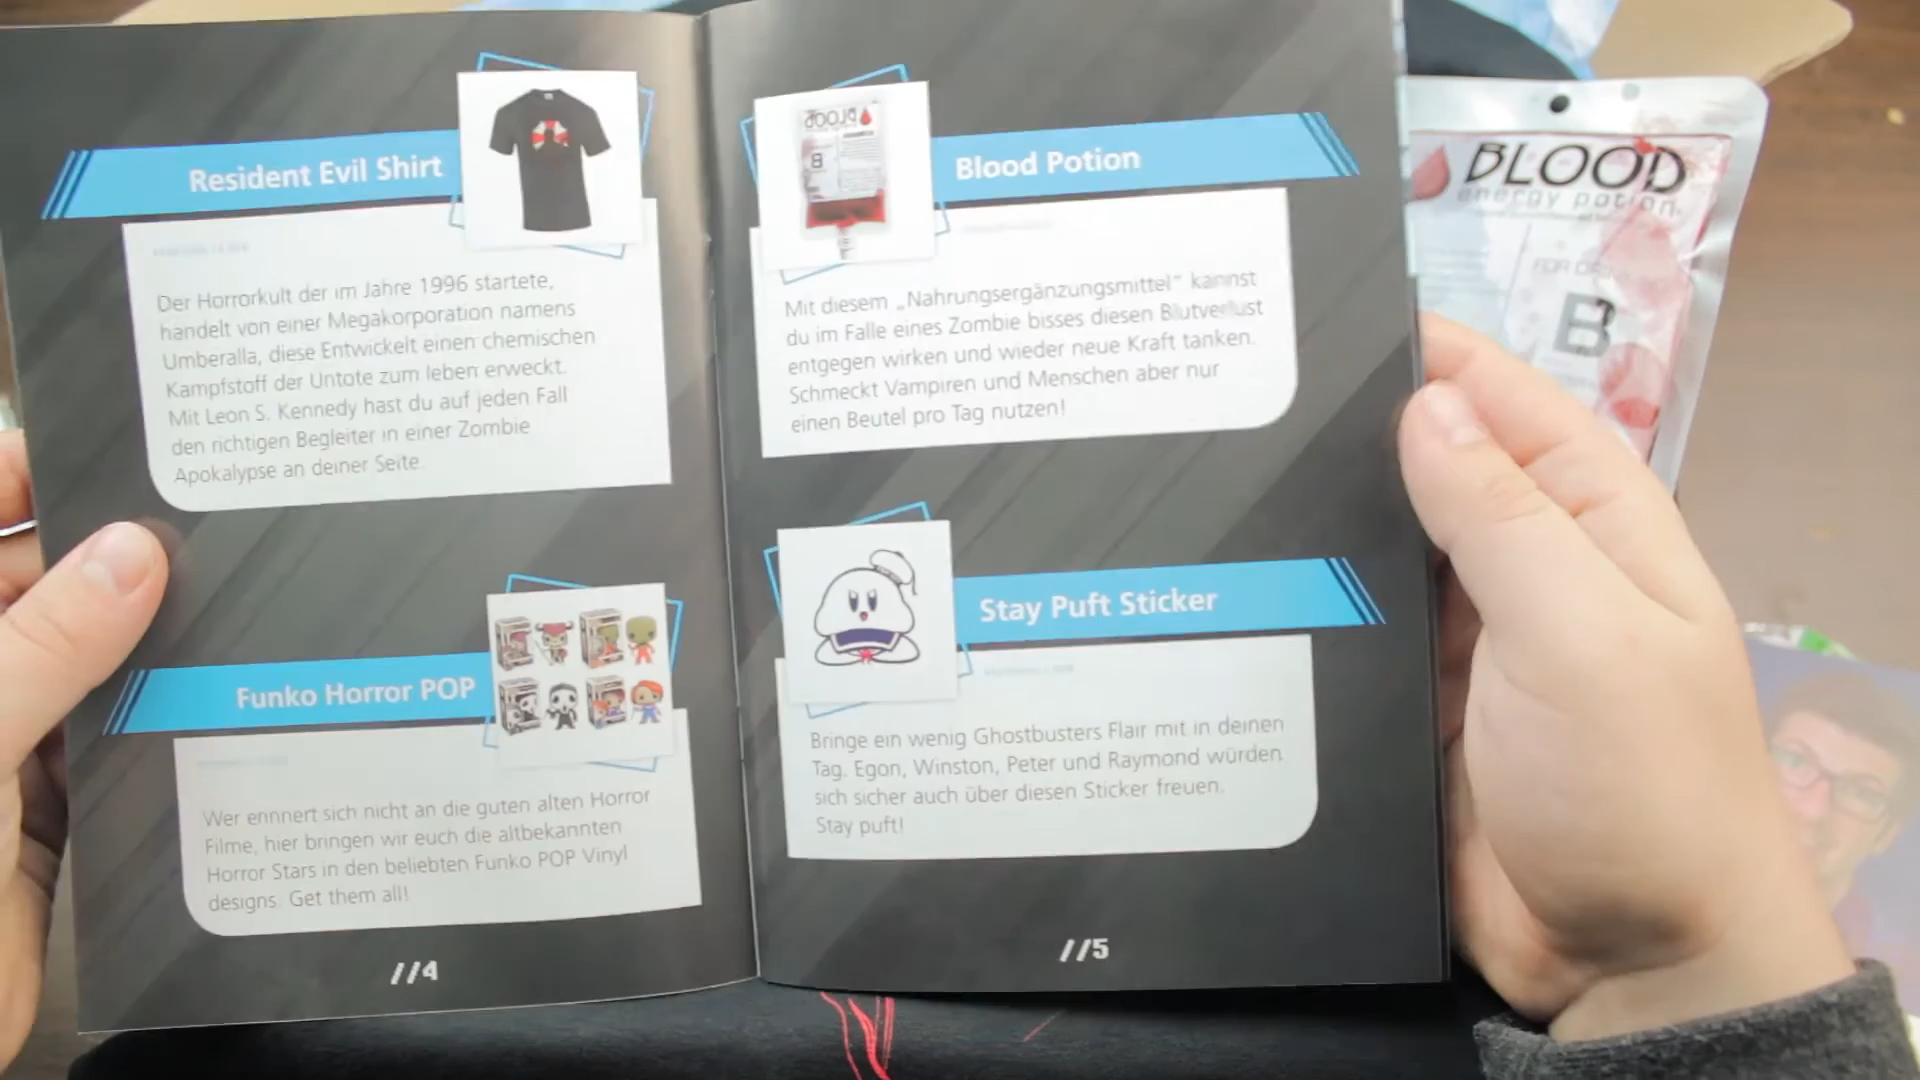 Resident Evil Shirt
Der Horrorkult der im Jahre 1996 startete,
handelt von einer Megakorporation namens
Umberalla, diese Entwickelt einen chemischen
Kampfstoff der Untote zum leben erweckt.
Mit Leon S. Kennedy hast du auf jeden Fall
den richtigen Begleiter in einer Zombie
Apokalypse an deiner Seite.
Funko Horror POP
Wer erinnert sich nicht an die guten alten Horror
Filme, hier bringen wir euch die altbekannten
Horror Stars in den beliebten Funko POP Vinyl
designs. Get them all!
//4
BLOOD
B
Blood Potion
Mit diesem „Nahrungsergänzungsmittel" kannst
du im Falle eines Zombie bisses diesen Blutverlust
entgegen wirken und wieder neue Kraft tanken.
Schmeckt Vampiren und Menschen aber nur
einen Beutel pro Tag nutzen!
Stay Puft Sticker
Bringe ein wenig Ghostbusters Flair mit in deinen
Tag. Egon, Winston, Peter und Raymond würden
sich sicher auch über diesen Sticker freuen.
Stay puft!
//5
BLOOD
energy potion
B